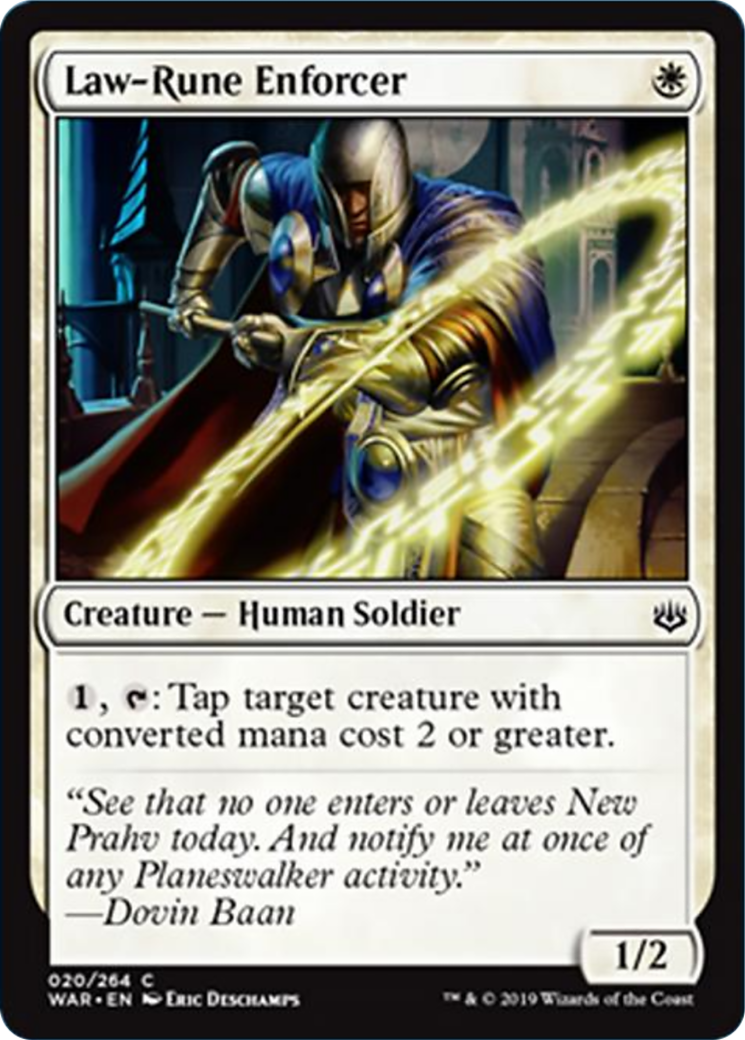 Law-Rune Enforcer
Creature — Human Soldier
1, : Tap target creature with
converted mana cost 2 or greater.
“See that no one enters or leaves New
Prahv today. And notify me at once of
any Planeswalker activity.”
—Dovin Baan
1/2
020/264 C
WAR • EN Eric Deschamps
™ & © 2019 Wizards of the Coast